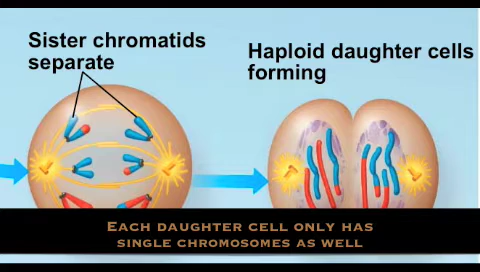 Sister chromatids
separate
Haploid daughter cells
forming
EACH DAUGHTER CELL ONLY HAS
SINGLE CHROMOSOMES AS WELL